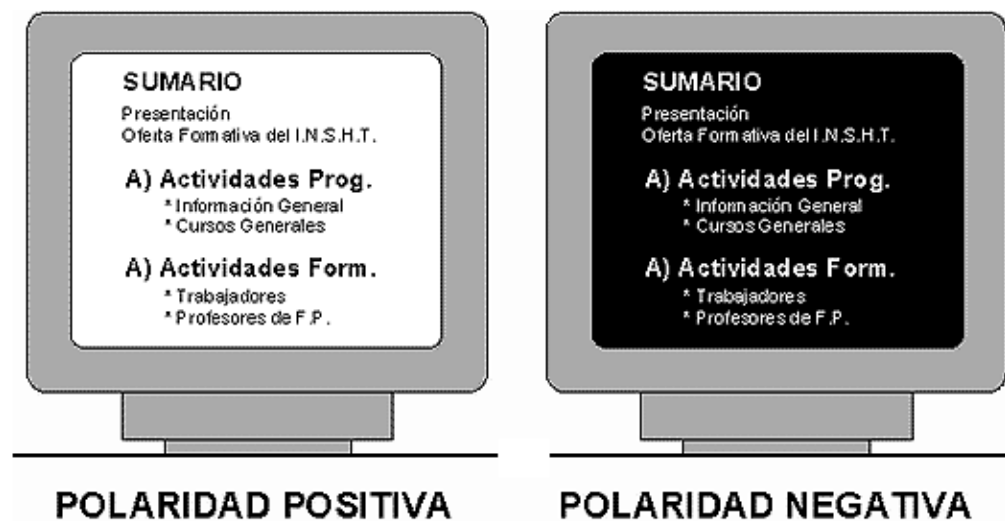 SUMARIO
Presentación
Oferta Formativa del I.N.S.H.T.
A) Actividades Prog.
* Información General
* Cursos Generales
A) Actividades Form.
* Trabajadores
* Profesores de F.P.
POLARIDAD POSITIVA
SUMARIO
Presentación
Oferta Formativa del I.N.S.H.T.
A) Actividades Prog.
* Información General
* Cursos Generales
A) Actividades Form.
* Trabajadores
* Profesores de F.P.
POLARIDAD NEGATIVA